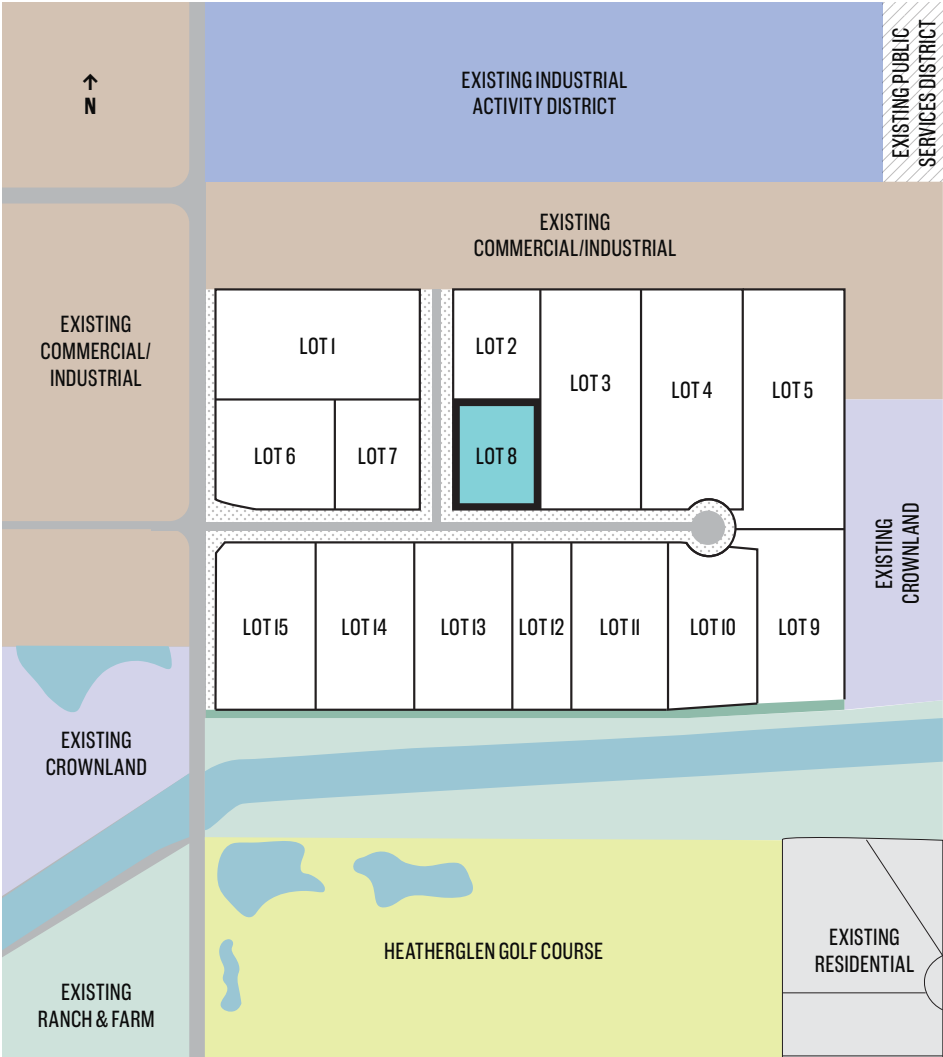 ↑
N
EXISTING INDUSTRIAL
ACTIVITY DISTRICT
EXISTING PUBLIC
SERVICES DISTRICT
EXISTING
COMMERCIAL/INDUSTRIAL
EXISTING
COMMERCIAL/
INDUSTRIAL
LOT 1
LOT 2
LOT 3
LOT 4
LOT 5
LOT 6
LOT 7
LOT 8
EXISTING
CROWNLAND
LOT 15
LOT 14
LOT 13
LOT 12
LOT 11
LOT 10
LOT 9
EXISTING
CROWNLAND
HEATHERGLEN GOLF COURSE
EXISTING
RESIDENTIAL
EXISTING
RANCH & FARM